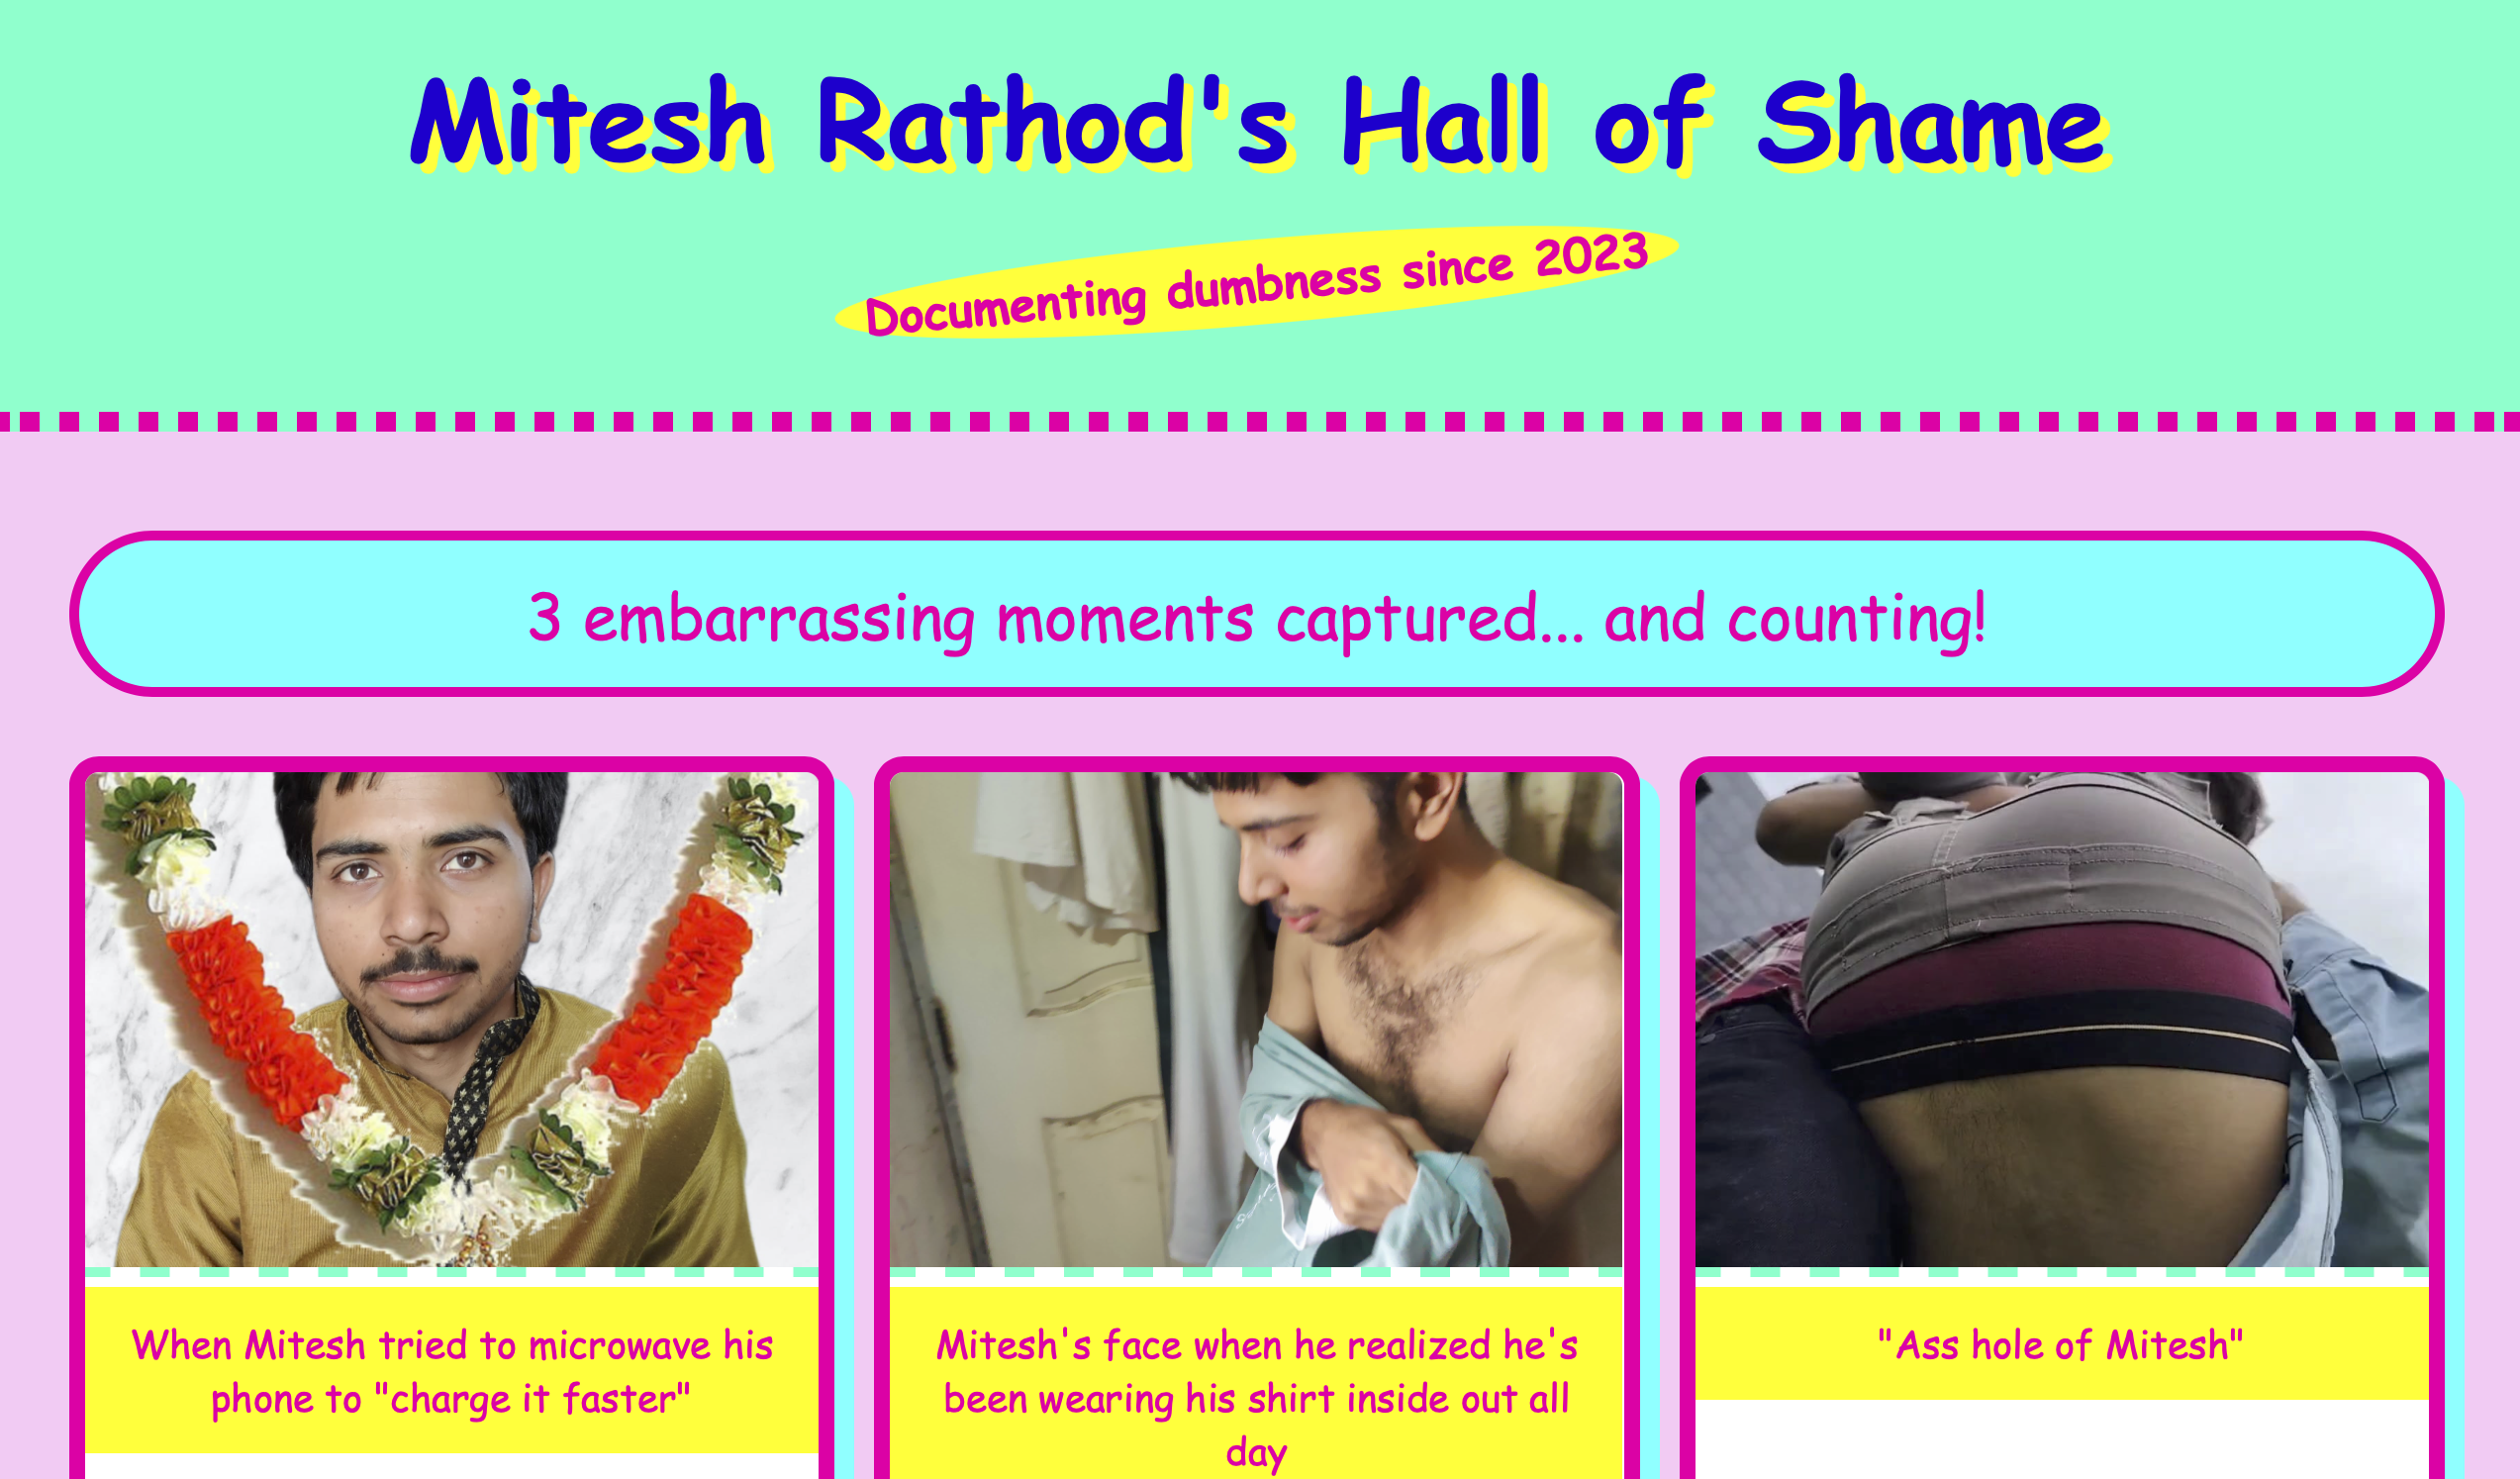 Mitesh Rathod's Hall of Shame
Documenting dumbness since 2023
3 embarrassing moments captured... and counting!
When Mitesh tried to microwave his
phone to "charge it faster"
Mitesh's face when he realized he's
been wearing his shirt inside out all
day
"Ass hole of Mitesh"